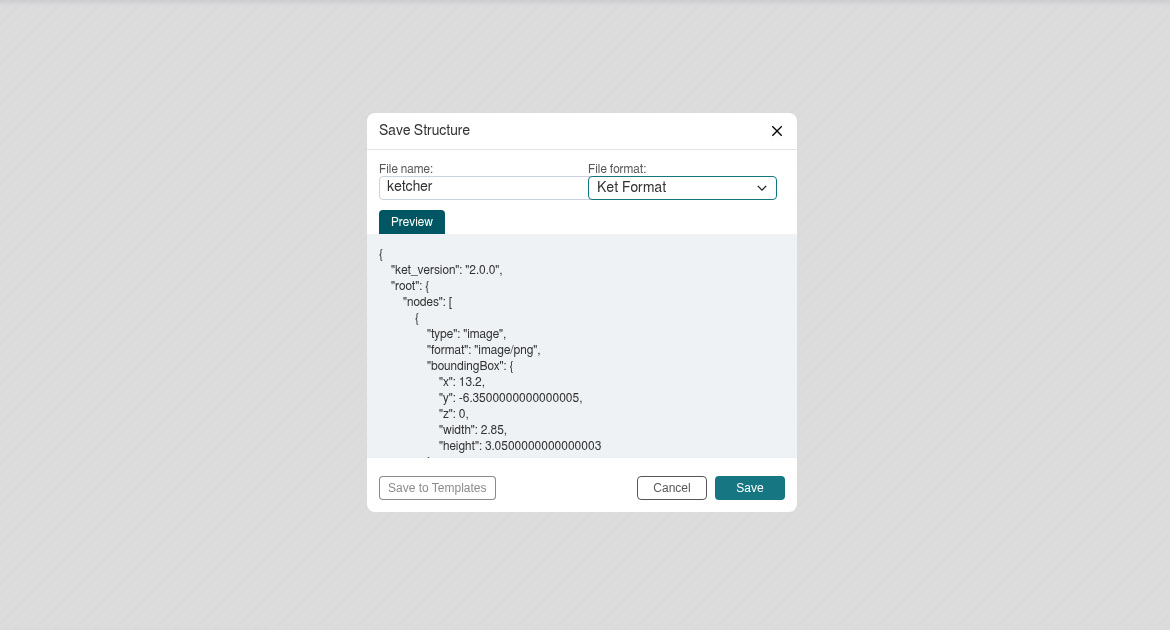 Save Structure
File name:
File format:
ketcher
Ket Format
Preview
{
"ket_version": "2.0.0",
"root": {
"nodes": [
{
"type": "image",
"format": "image/png",
"boundingBox": {
"x": 13.2,
"y": -6.3500000000000005,
"z": 0,
"width": 2.85,
"height": 3.0500000000000003
Save to Templates
Cancel
Save